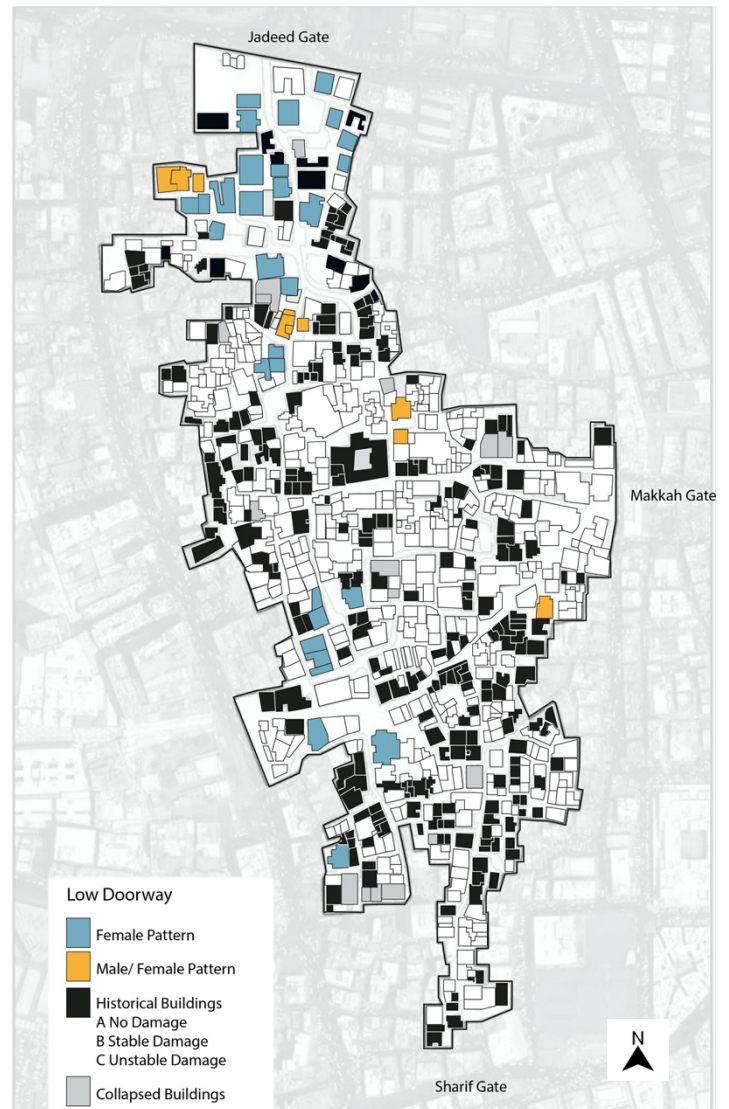 Jadeed Gate
Makkah Gate
Low Doorway
Female Pattern
Male/ Female Pattern
Historical Buildings
A No Damage
B Stable Damage
C Unstable Damage
Collapsed Buildings
N
Sharif Gate